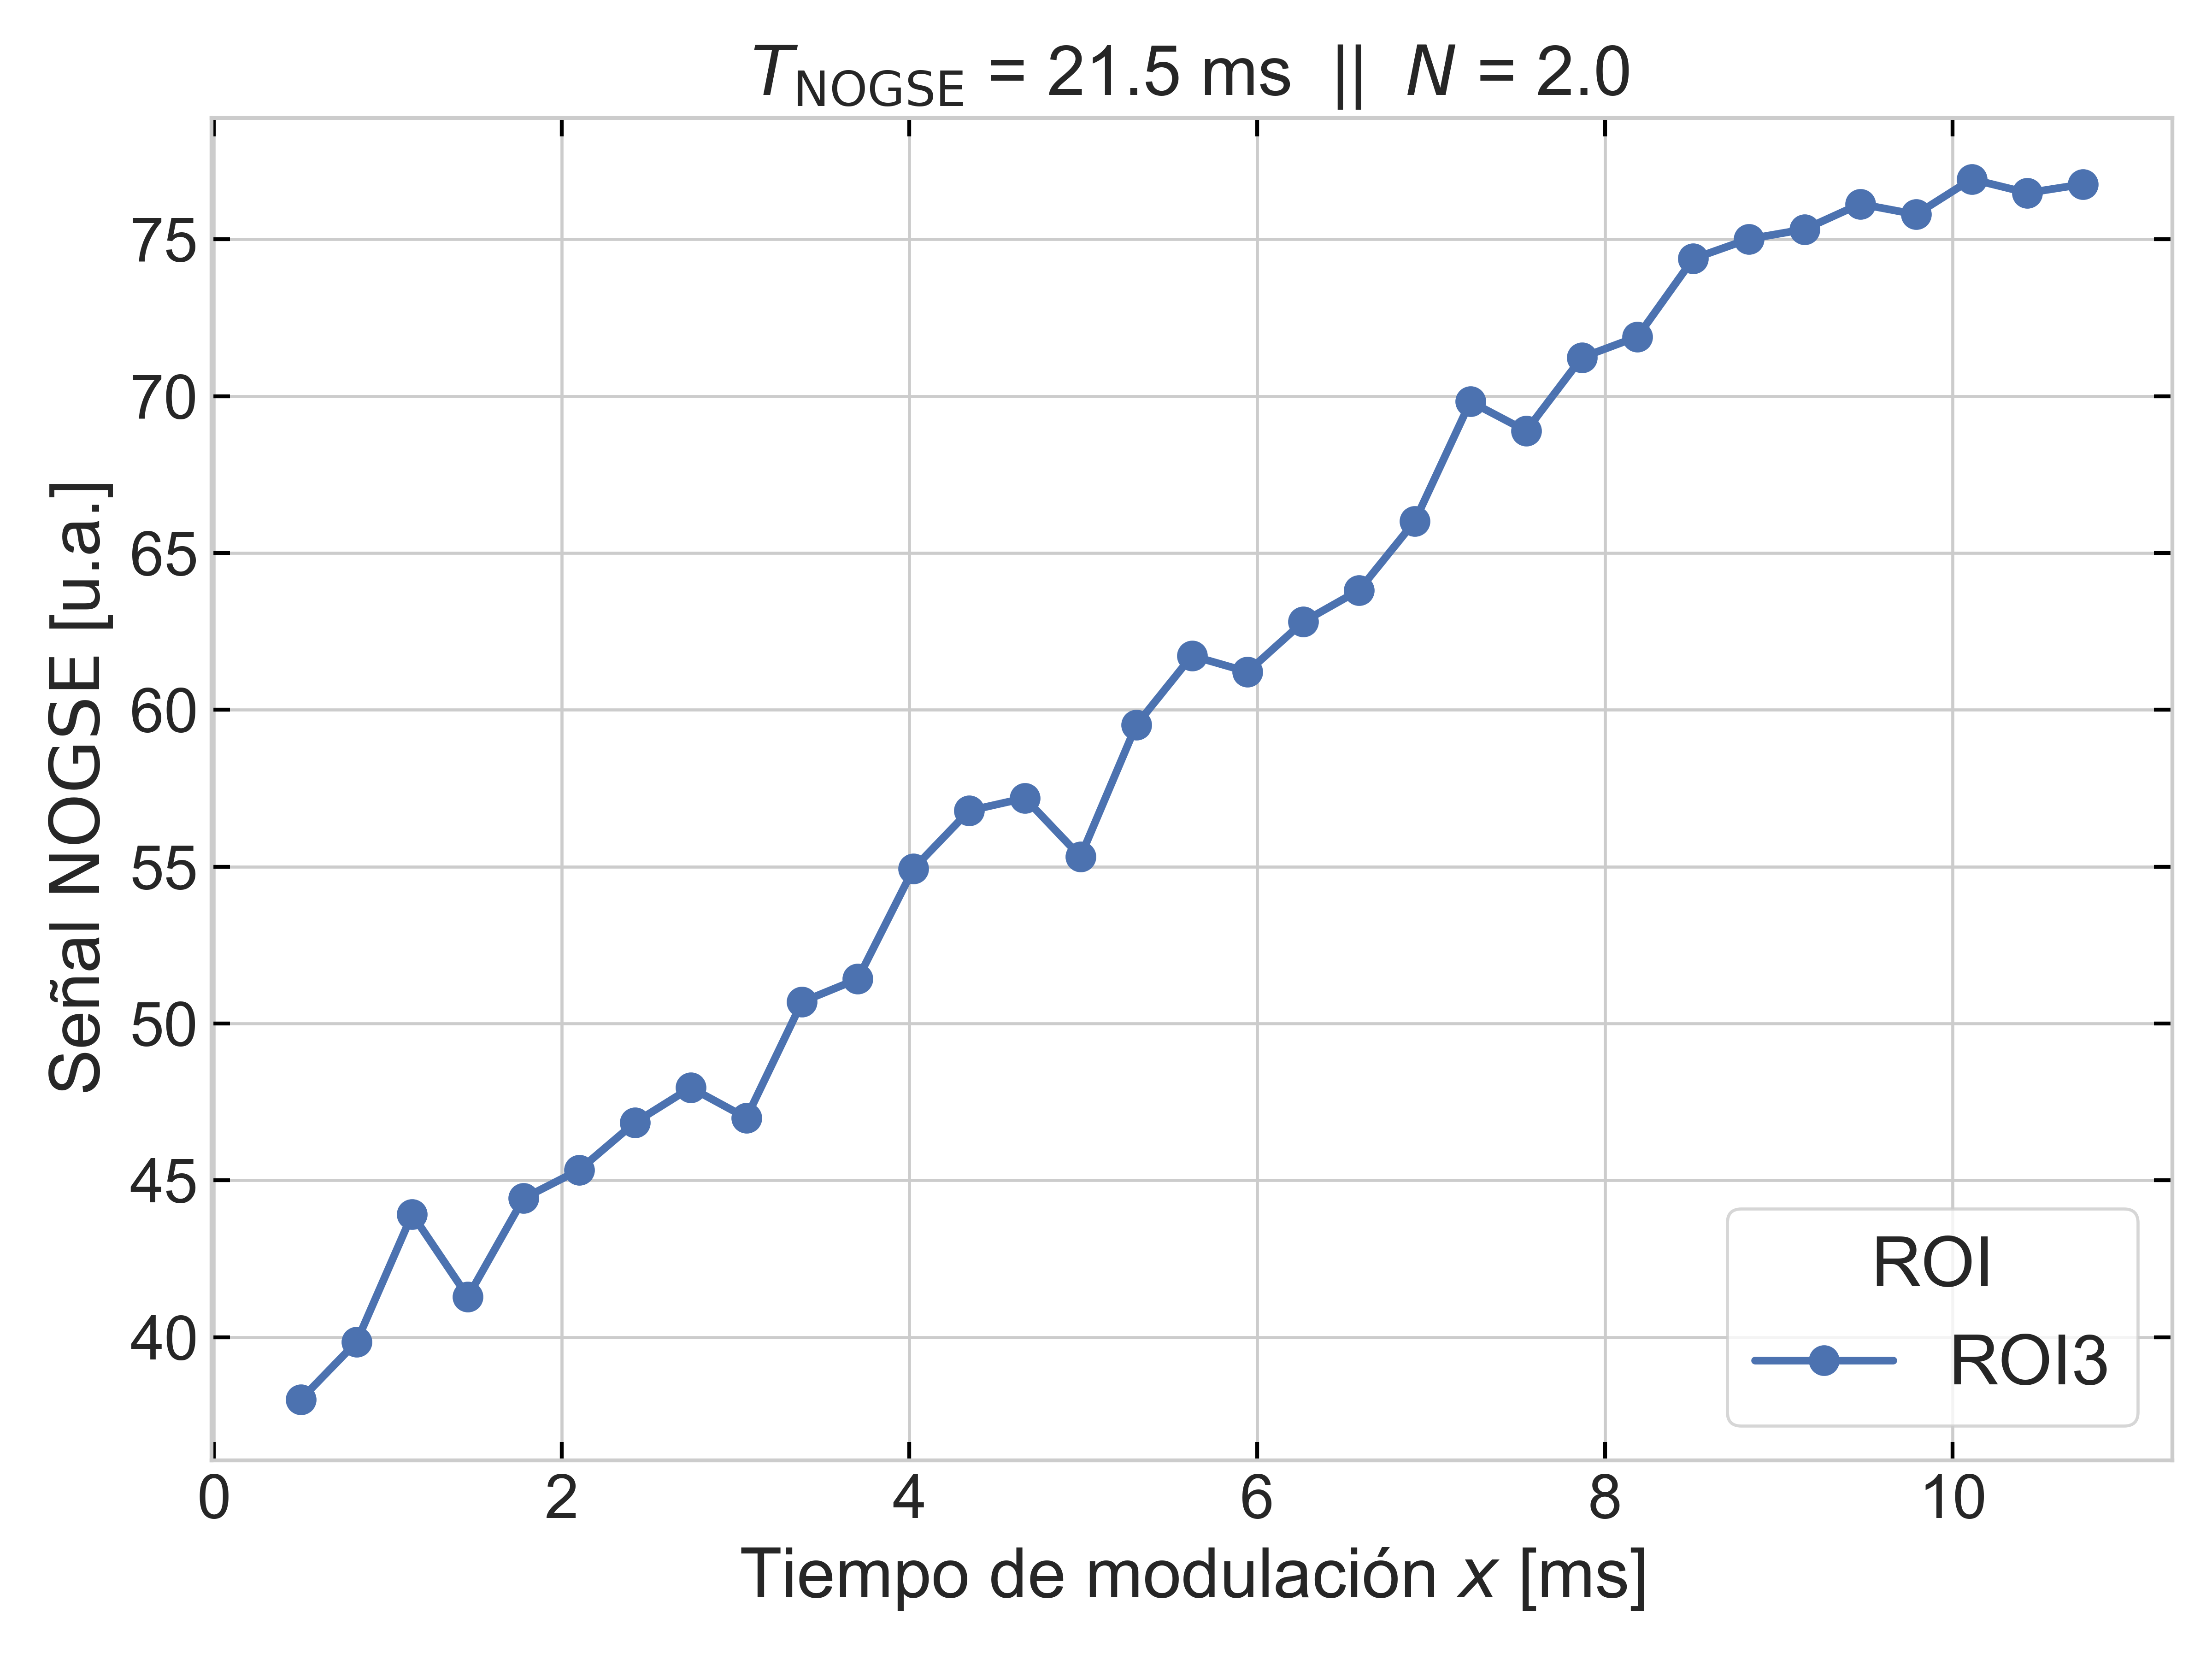 T_NOGSE = 21.5 ms || N = 2.0
Señal NOGSE [u.a.]
75
70
65
60
55
50
45
40
0 2 4 6 8 10
Tiempo de modulación x [ms]
ROI
ROI3